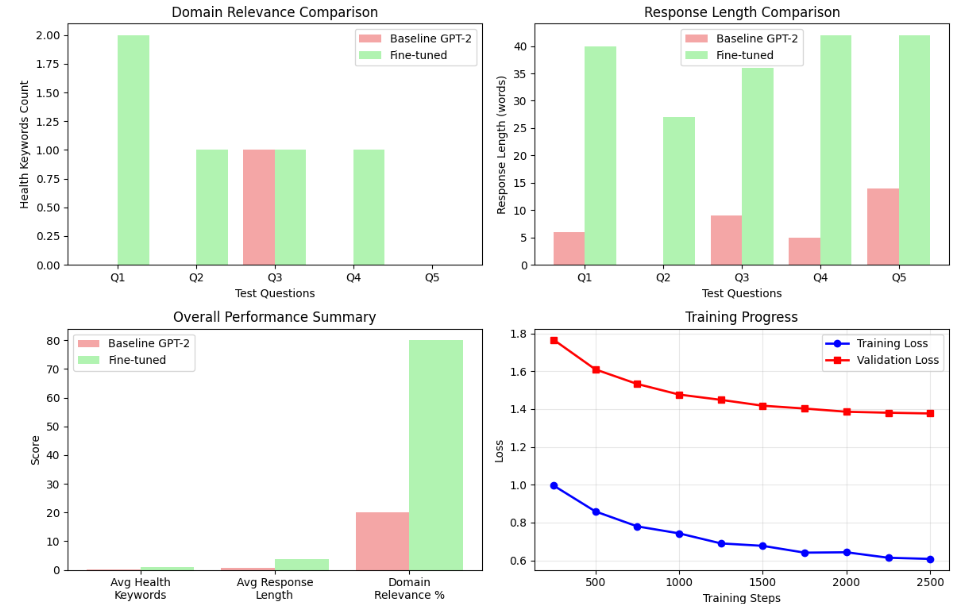 Domain Relevance Comparison
Health Keywords Count
2.00
1.75
1.50
1.25
1.00
0.75
0.50
0.25
0.00
Baseline GPT-2
Fine-tuned
Q1 Q2 Q3 Q4 Q5
Test Questions
Response Length Comparison
Response Length (words)
40
35
30
25
20
15
10
5
0
Baseline GPT-2
Fine-tuned
Q1 Q2 Q3 Q4 Q5
Test Questions
Overall Performance Summary
Score
80
70
60
50
40
30
20
10
0
Baseline GPT-2
Fine-tuned
Avg Health Avg Response Domain
Keywords Length Relevance %
Training Progress
Loss
1.8
1.6
1.4
1.2
1.0
0.8
0.6
Training Loss
Validation Loss
500 1000 1500 2000 2500
Training Steps